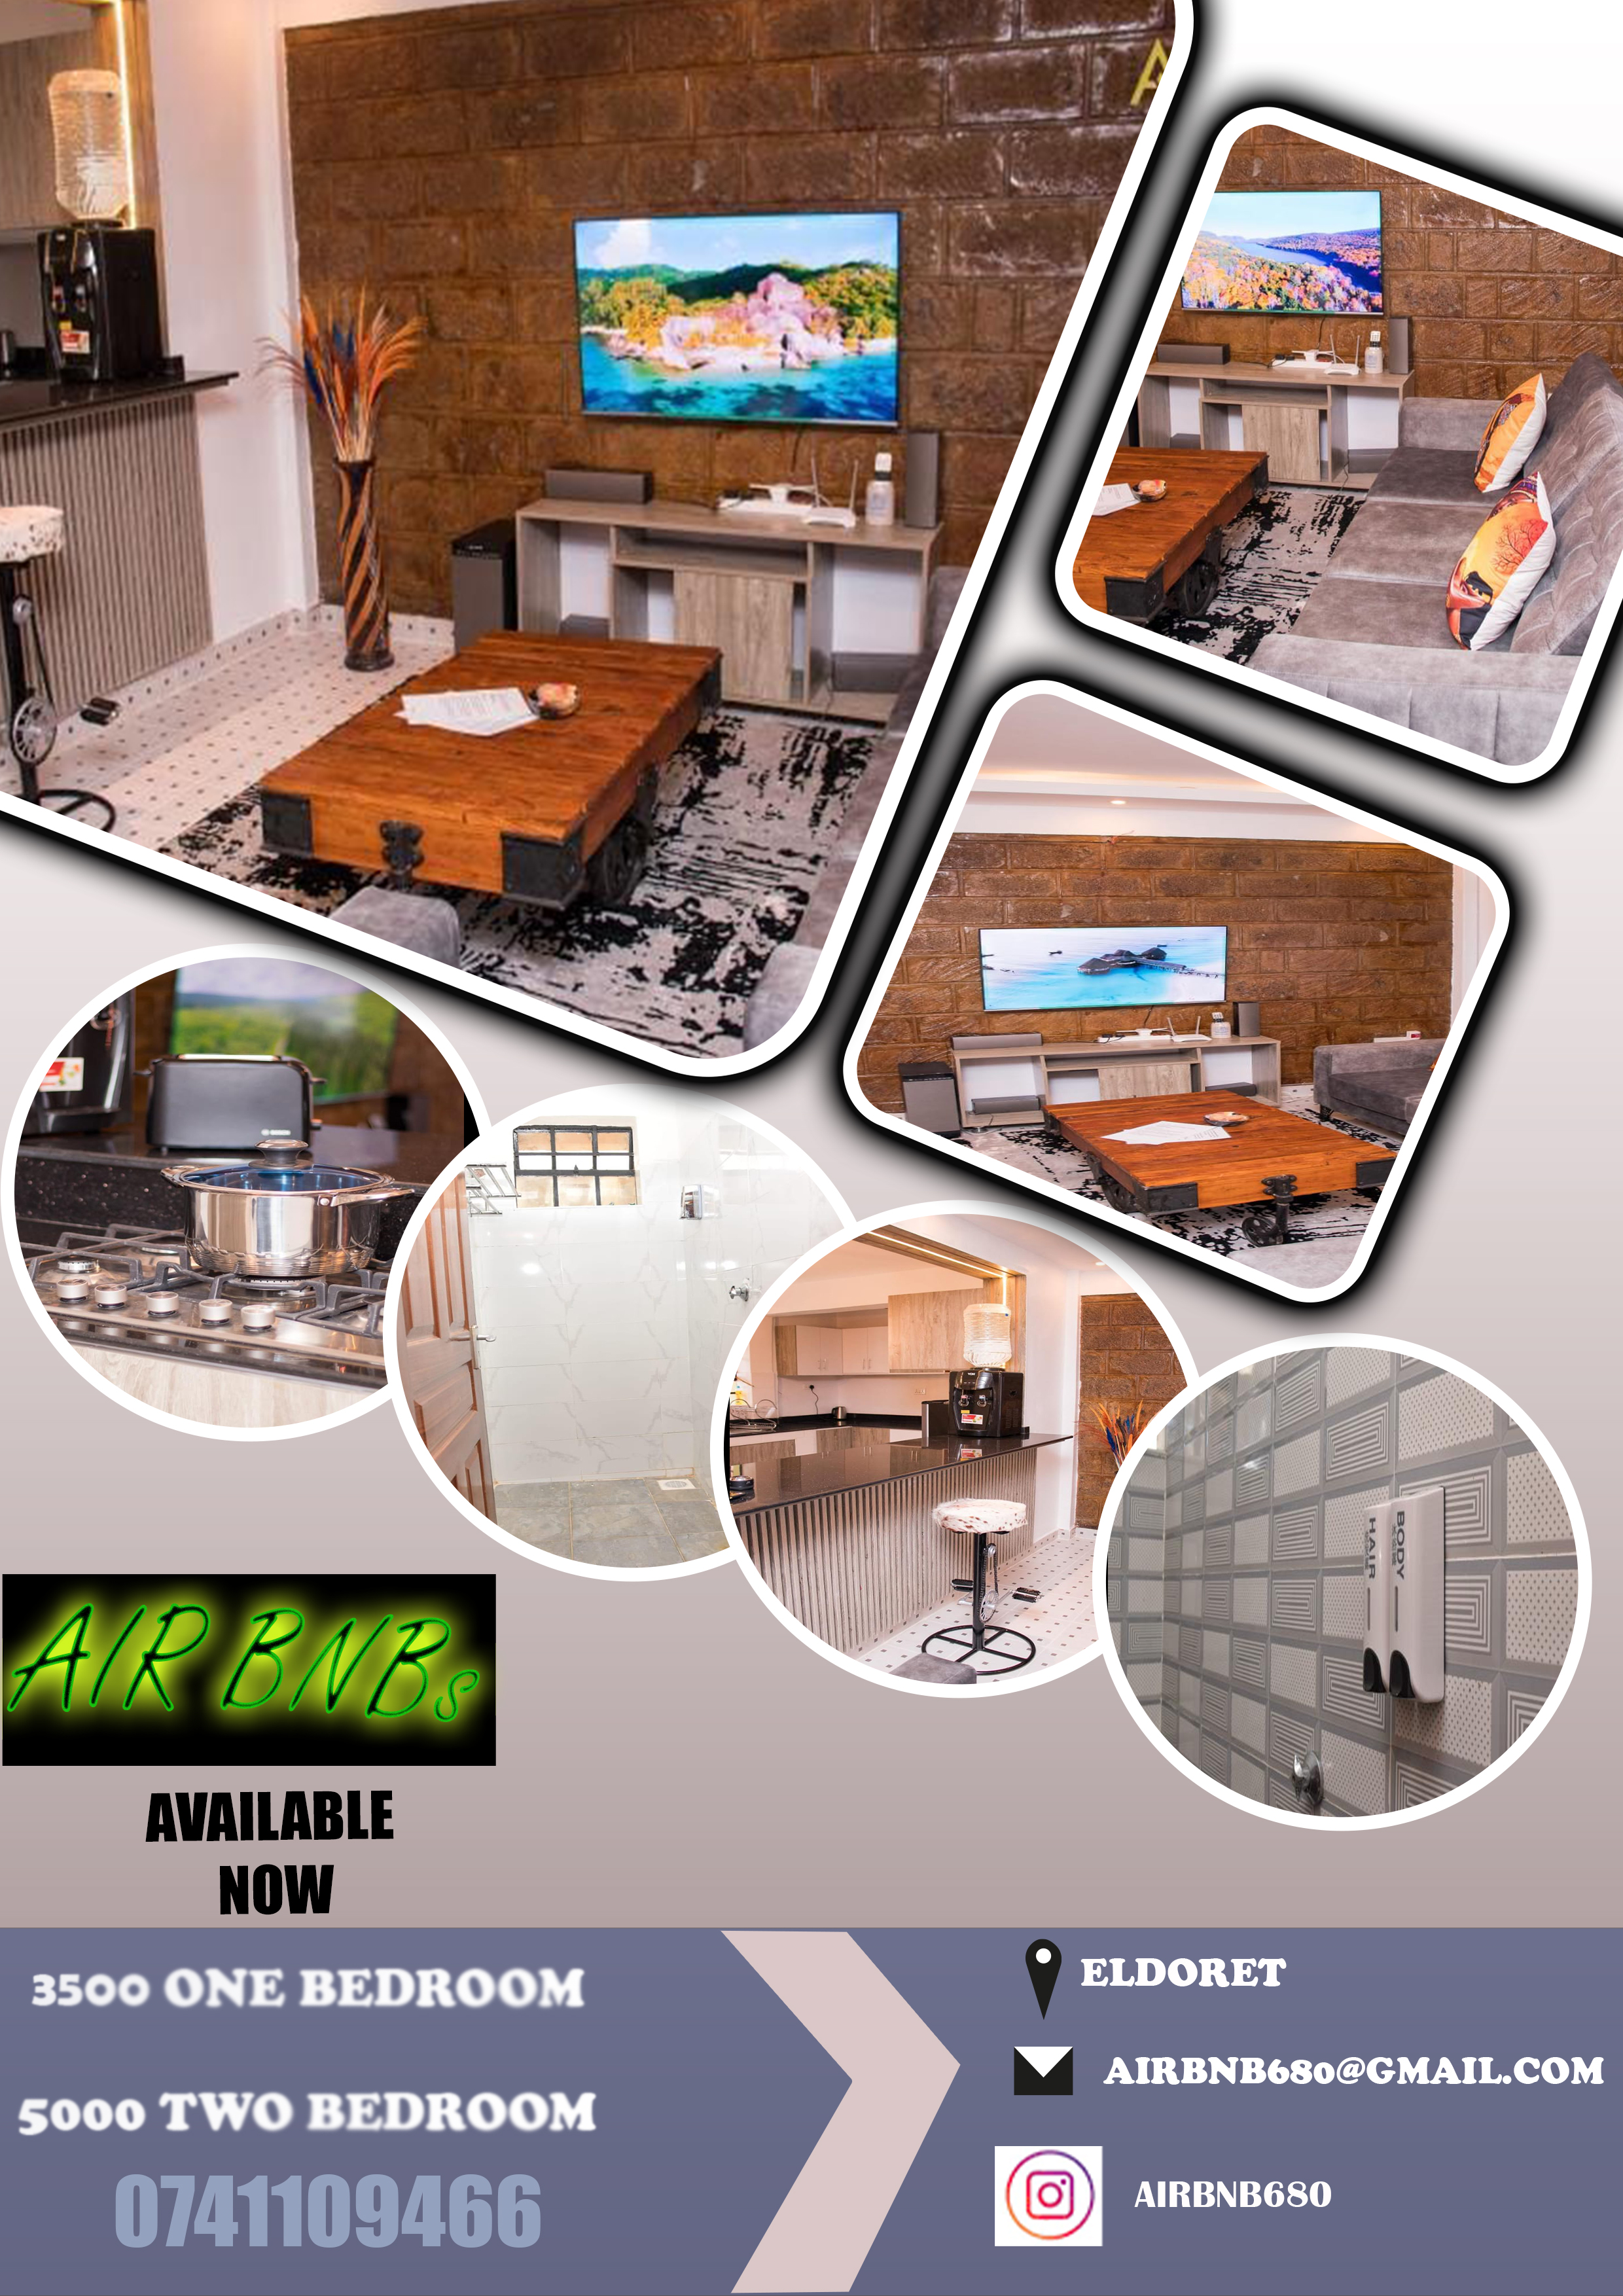 A
HAIR
BODY
AIR BNBs
AVAILABLE
NOW
3500 ONE BEDROOM
5000 TWO BEDROOM
0741109466
ELDORET
AIRBNB680@GMAIL.COM
AIRBNB680